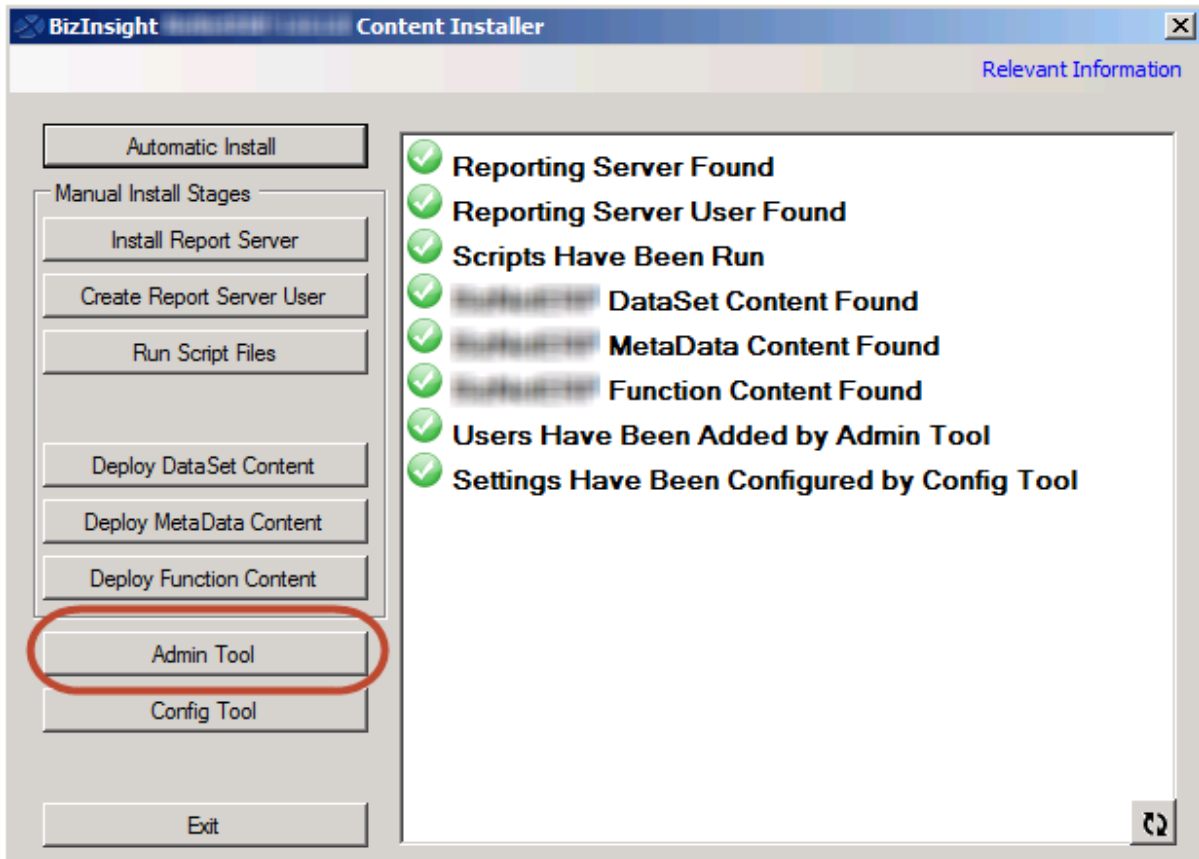 BizInsight Content Installer
Relevant Information
Automatic Install
Manual Install Stages
Install Report Server
Create Report Server User
Run Script Files
Deploy DataSet Content
Deploy MetaData Content
Deploy Function Content
Admin Tool
Config Tool
Exit
Reporting Server Found
Reporting Server User Found
Scripts Have Been Run
DataSet Content Found
MetaData Content Found
Function Content Found
Users Have Been Added by Admin Tool
Settings Have Been Configured by Config Tool